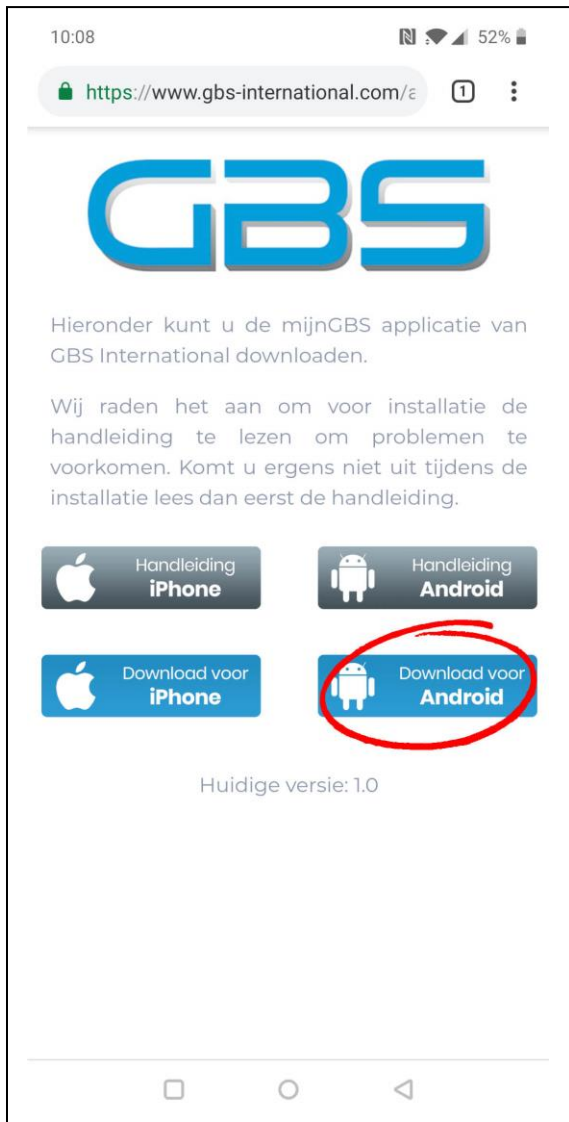 10:08
52%
https://www.gbs-international.com/a
1
GBS
Hieronder kunt u de mijnGBS applicatie van
GBS International downloaden.
Wij raden het aan om voor installatie de
handleiding te lezen om problemen te
voorkomen. Komt u ergens niet uit tijdens de
installatie lees dan eerst de handleiding.
Handleiding
iPhone
Handleiding
Android
Download voor
iPhone
Download voor
Android
Huidige versie: 1.0